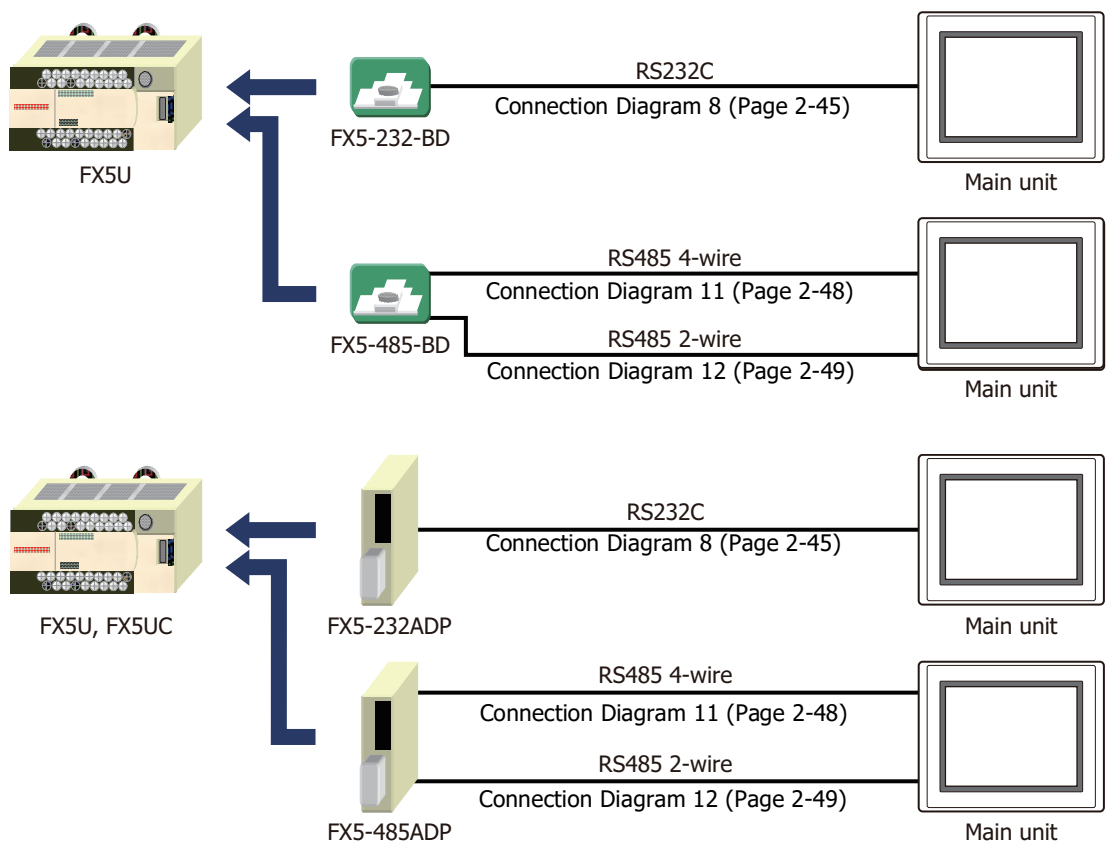 RS232C
Connection Diagram 8 (Page 2-45)
FX5-232-BD
FX5U
Main unit
RS485 4-wire
Connection Diagram 11 (Page 2-48)
FX5-485-BD
RS485 2-wire
Connection Diagram 12 (Page 2-49)
Main unit
RS232C
Connection Diagram 8 (Page 2-45)
FX5U, FX5UC
FX5-232ADP
Main unit
RS485 4-wire
Connection Diagram 11 (Page 2-48)
RS485 2-wire
Connection Diagram 12 (Page 2-49)
FX5-485ADP
Main unit